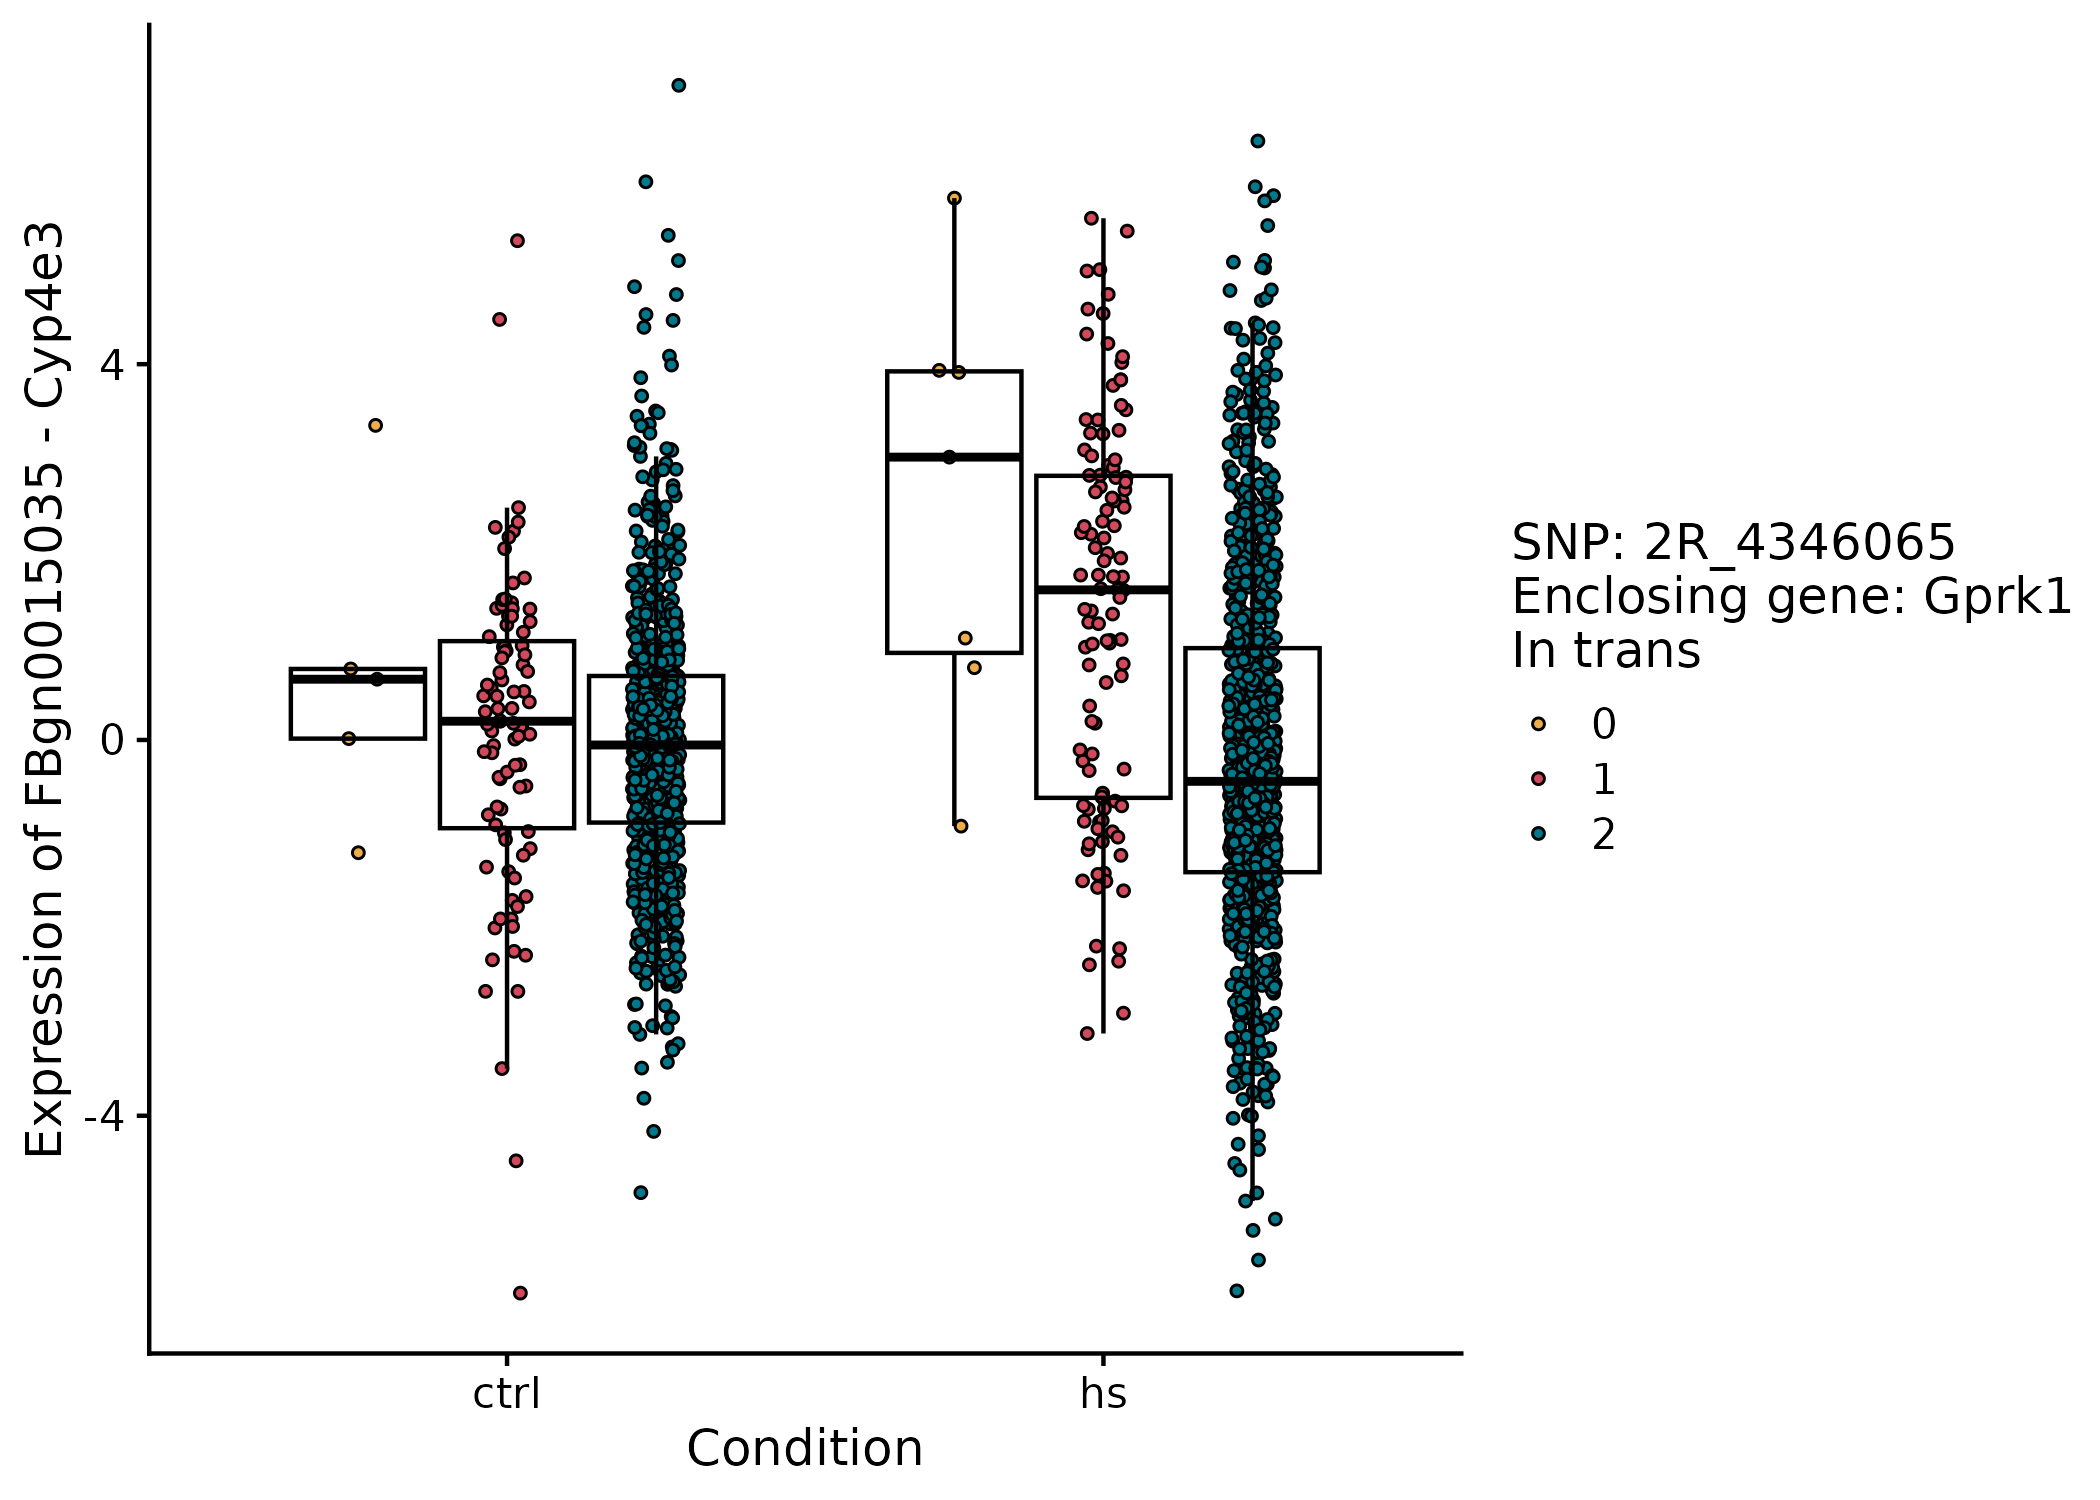 Expression of FBgn0015035 - Cyp4e3
4
0
-4
ctrl
hs
Condition
SNP: 2R_4346065
Enclosing gene: Gprk1
In trans
0
1
2